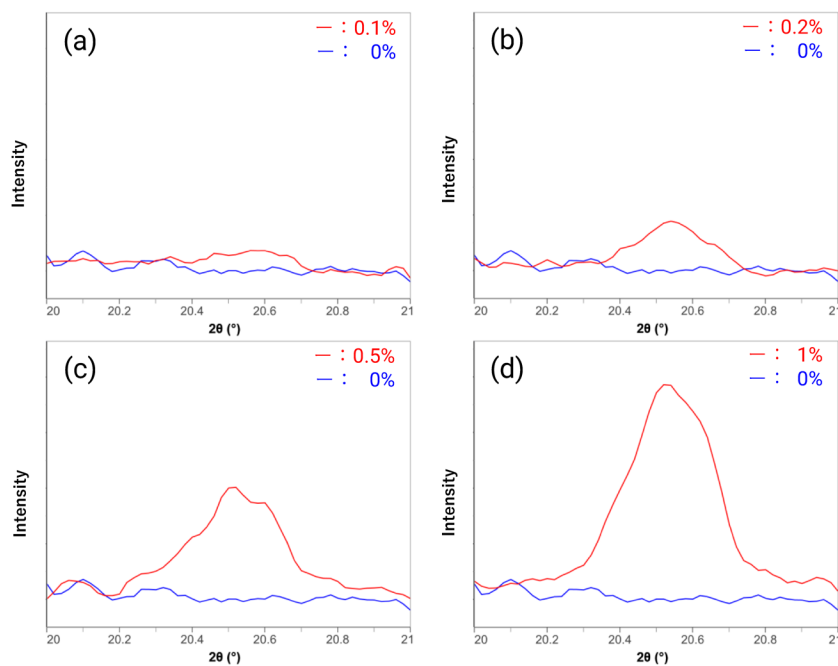 (a)
— : 0.1%
— : 0%
Intensity
20 20.2 20.4 20.6 20.8 21
2θ (°)
(b)
— : 0.2%
— : 0%
Intensity
20 20.2 20.4 20.6 20.8 21
2θ (°)
(c)
— : 0.5%
— : 0%
Intensity
20 20.2 20.4 20.6 20.8 21
2θ (°)
(d)
— : 1%
— : 0%
Intensity
20 20.2 20.4 20.6 20.8 21
2θ (°)